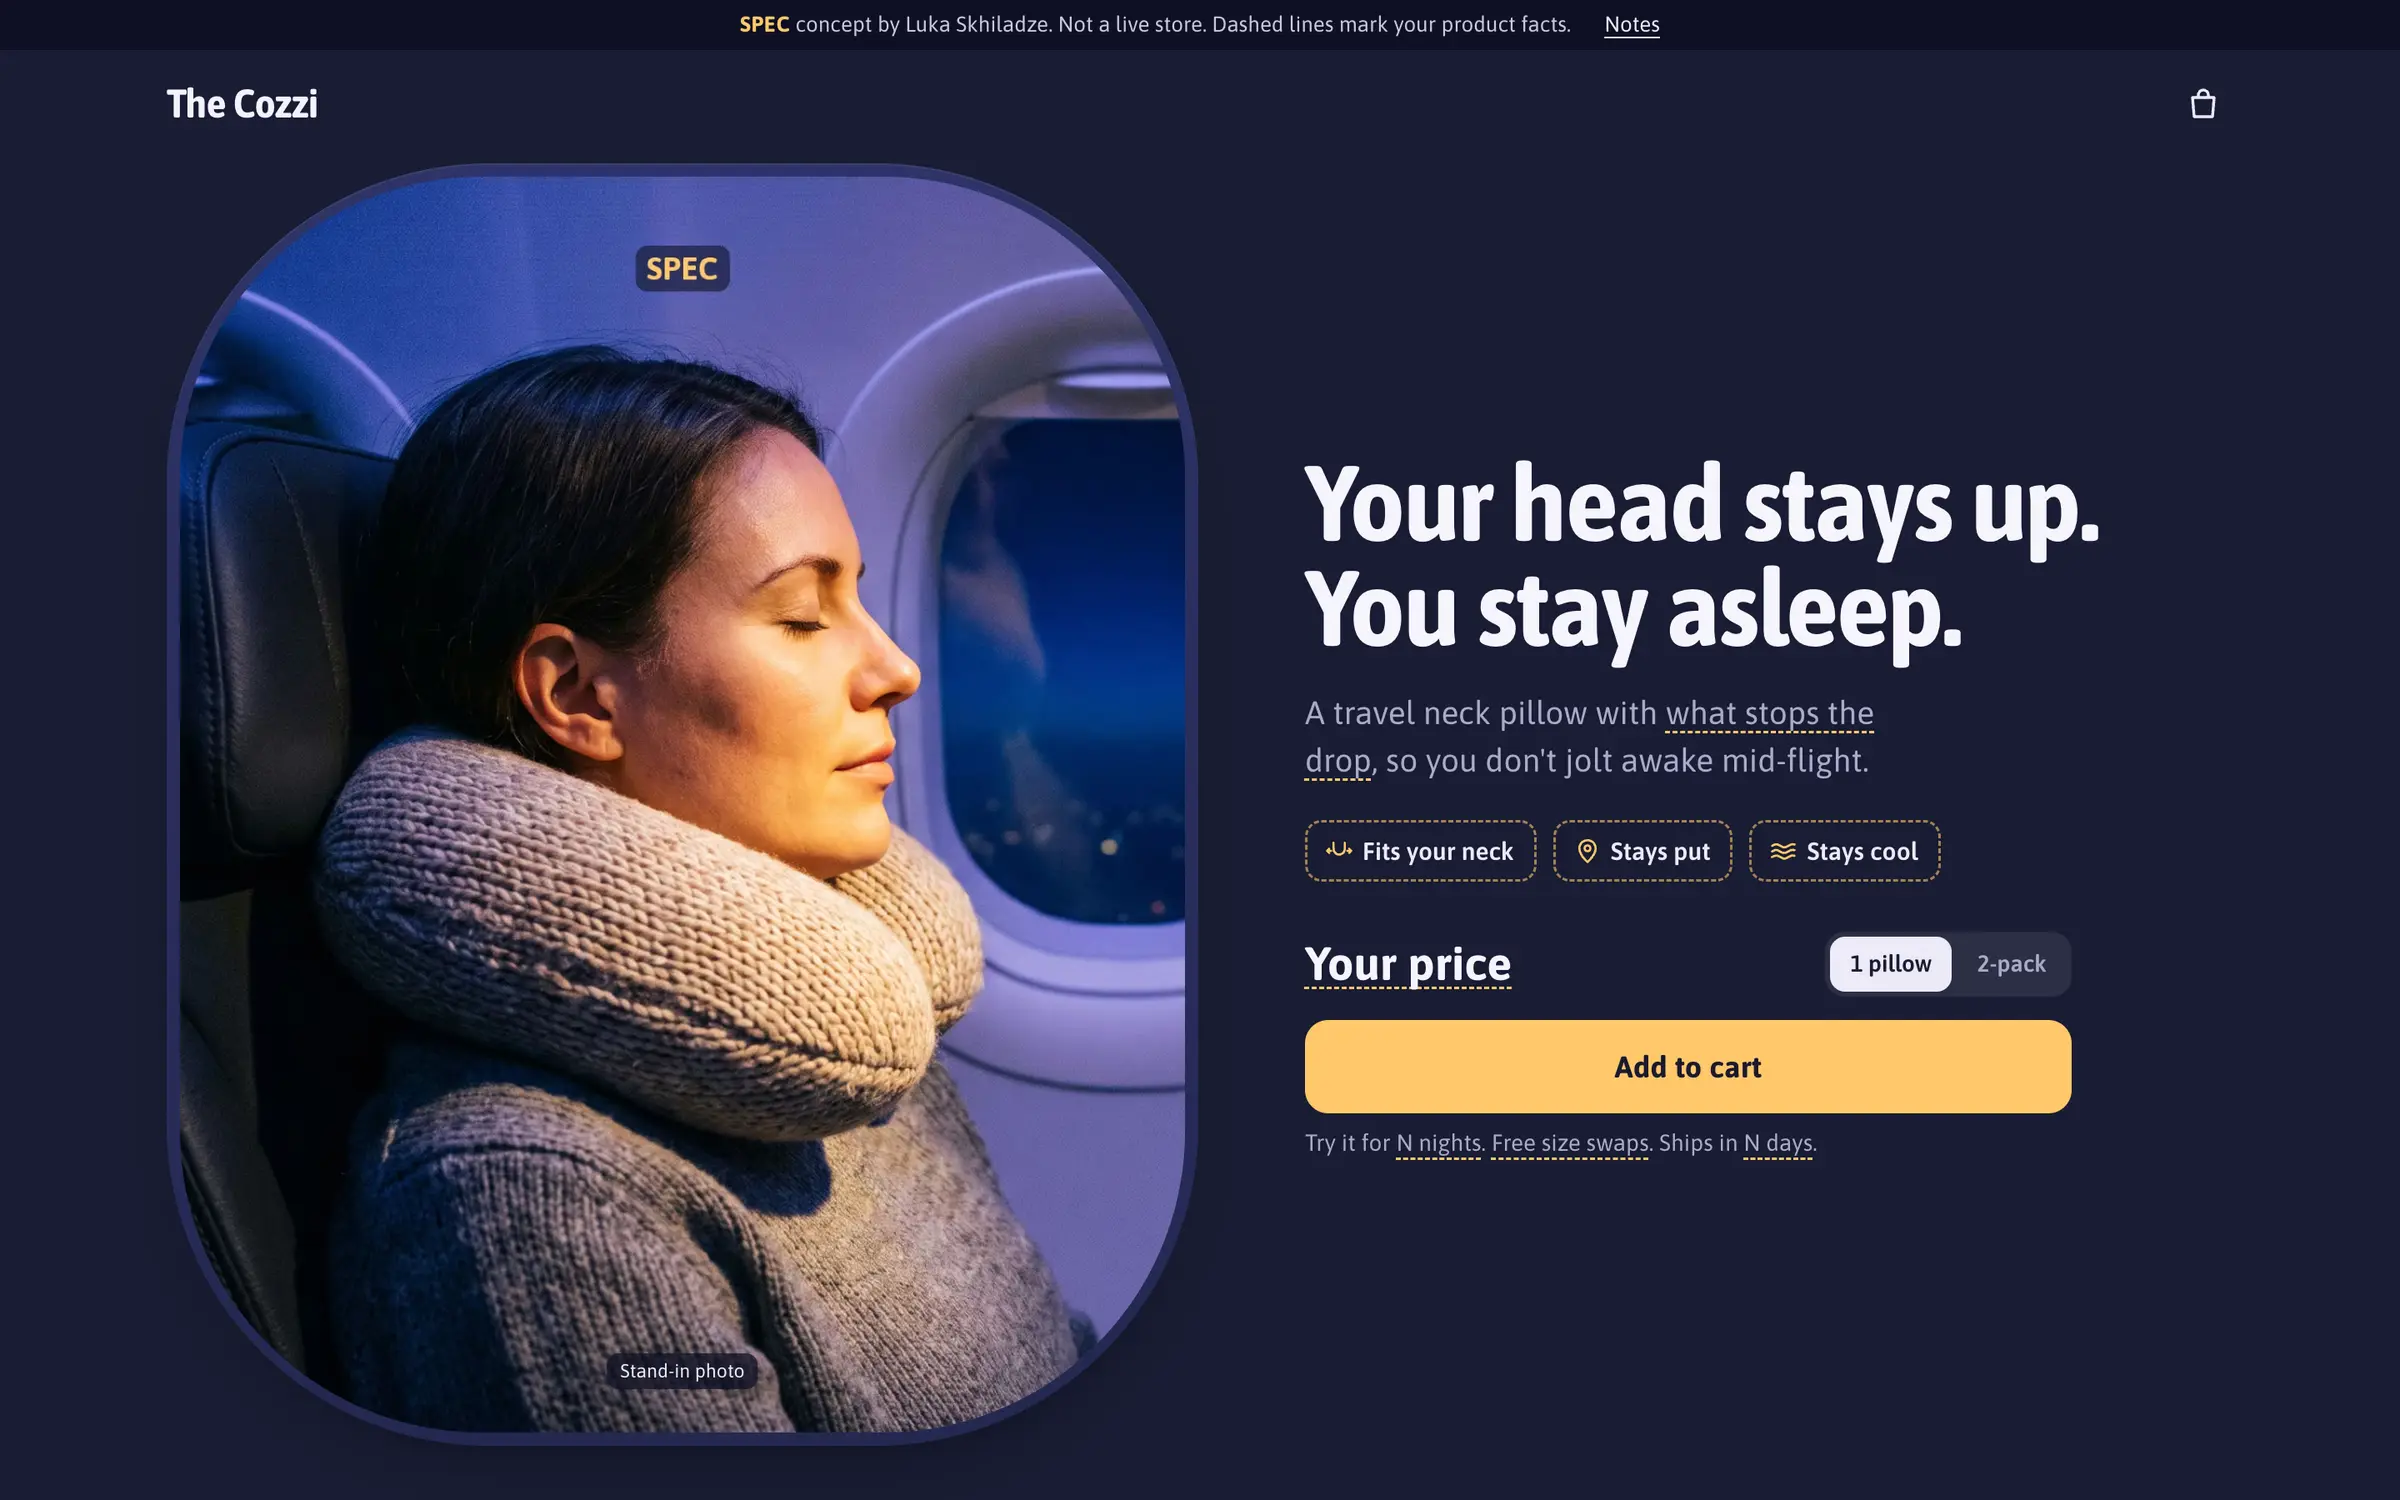 SPEC concept by Luka Skhiladze. Not a live store. Dashed lines mark your product facts. Notes
The Cozzi
SPEC
Stand-in photo
Your head stays up.
You stay asleep.
A travel neck pillow with what stops the
drop, so you don't jolt awake mid-flight.
Fits your neck
Stays put
Stays cool
Your price
1 pillow
2-pack
Add to cart
Try it for N nights. Free size swaps. Ships in N days.